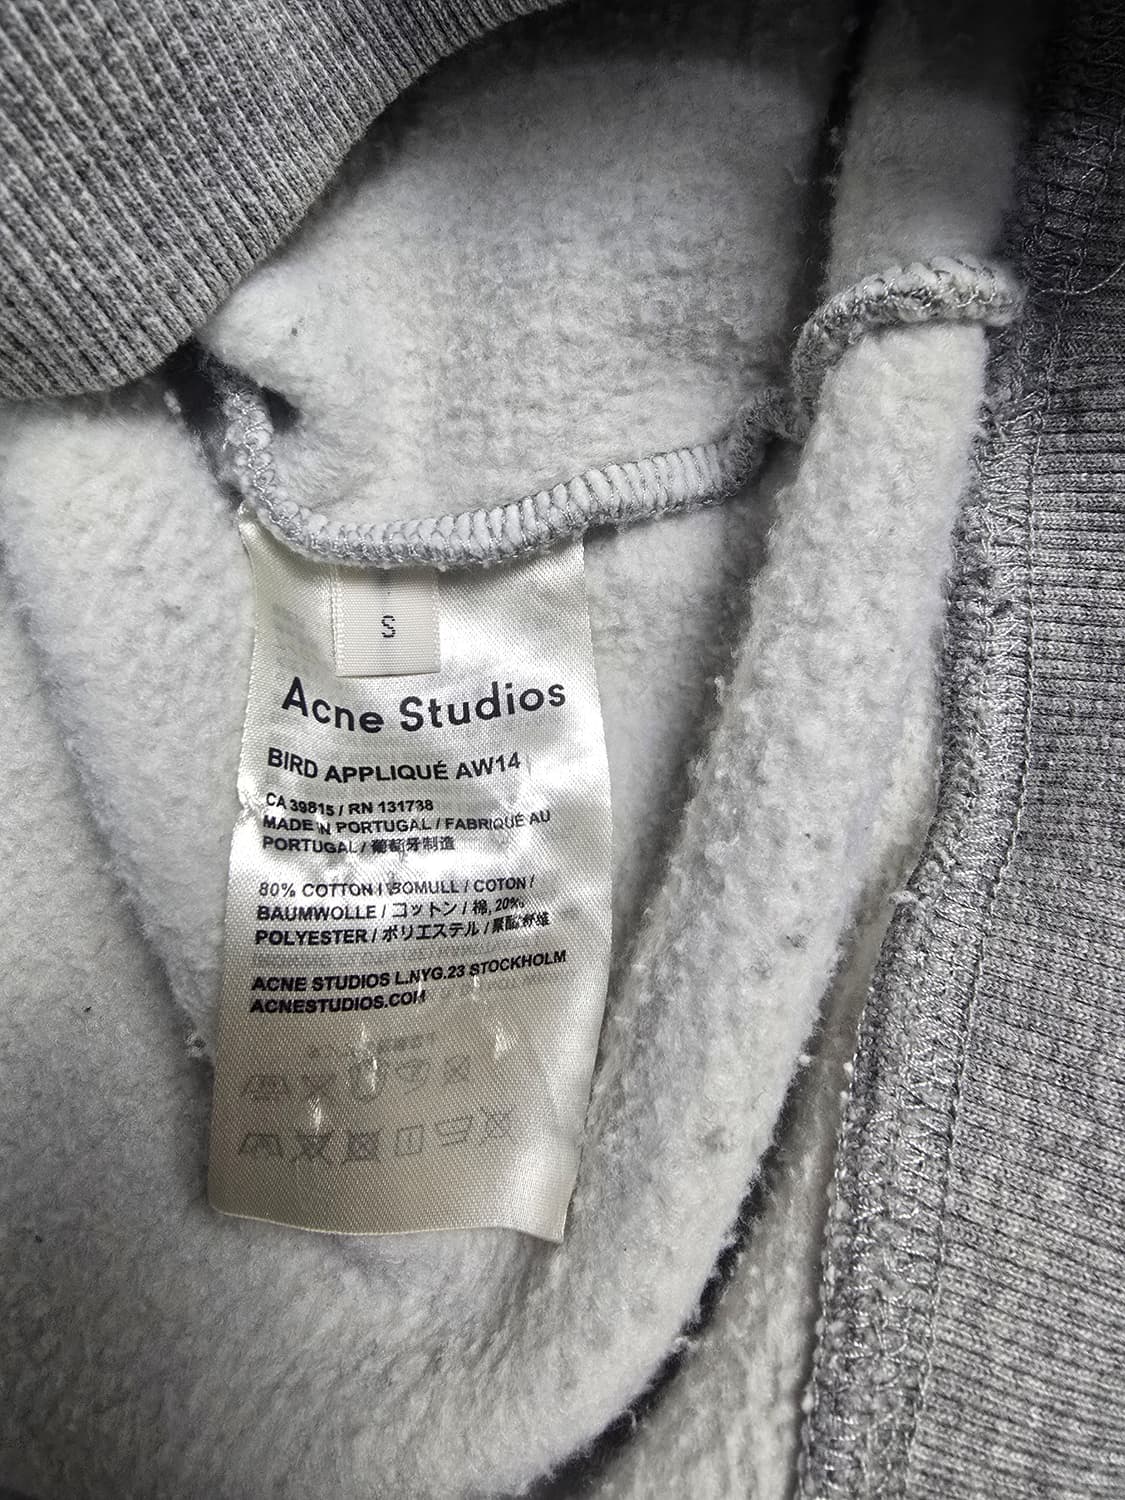 S
Acne Studios
BIRD APPLIQUÉ AW14
CA 39815 / RN 131738
MADE IN PORTUGAL / FABRIQUÉ AU
PORTUGAL / 葡萄牙制造
80% COTTON / BOMULL / COTON /
BAUMWOLLE / コットン / 棉, 20%
POLYESTER / ポリエステル / 聚酯纤维
ACNE STUDIOS L.NYG.23 STOCKHOLM
ACNESTUDIOS.COM